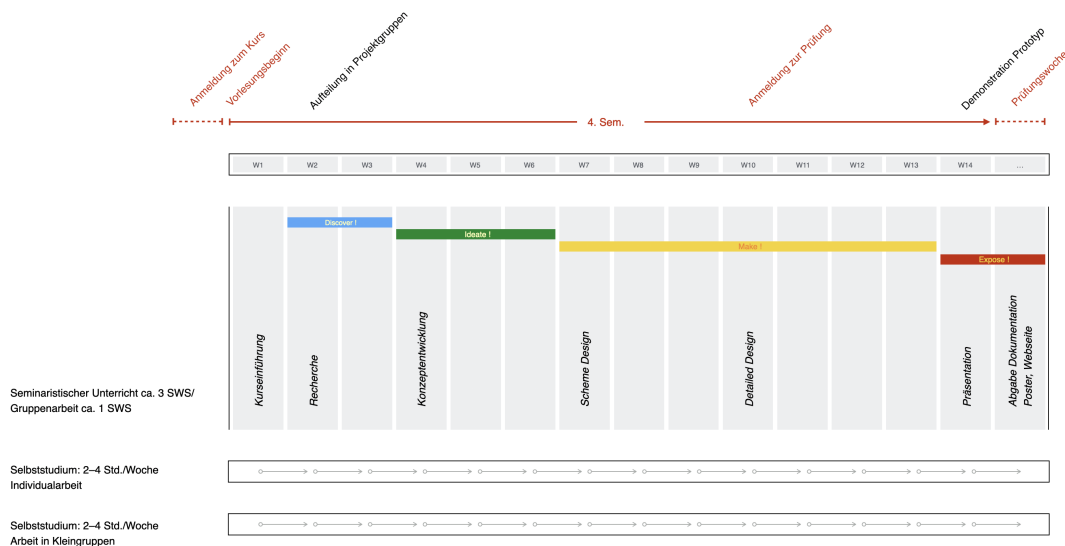 Anmeldung zum Kurs
Vorlesungsbeginn
Aufteilung in Projektgruppen
Anmeldung zur Prüfung
Demonstration Prototyp
Prüfungswoche
4. Sem.
W1 W2 W3 W4 W5 W6 W7 W8 W9 W10 W11 W12 W13 W14 ...
Discover !
Ideate !
Make !
Expose !
Kurseinführung
Recherche
Konzeptentwicklung
Scheme Design
Detailed Design
Präsentation
Abgabe Dokumentation
Poster, Webseite
Seminaristischer Unterricht ca. 3 SWS/
Gruppenarbeit ca. 1 SWS
Selbststudium: 2–4 Std./Woche
Individualarbeit
Selbststudium: 2–4 Std./Woche
Arbeit in Kleingruppen